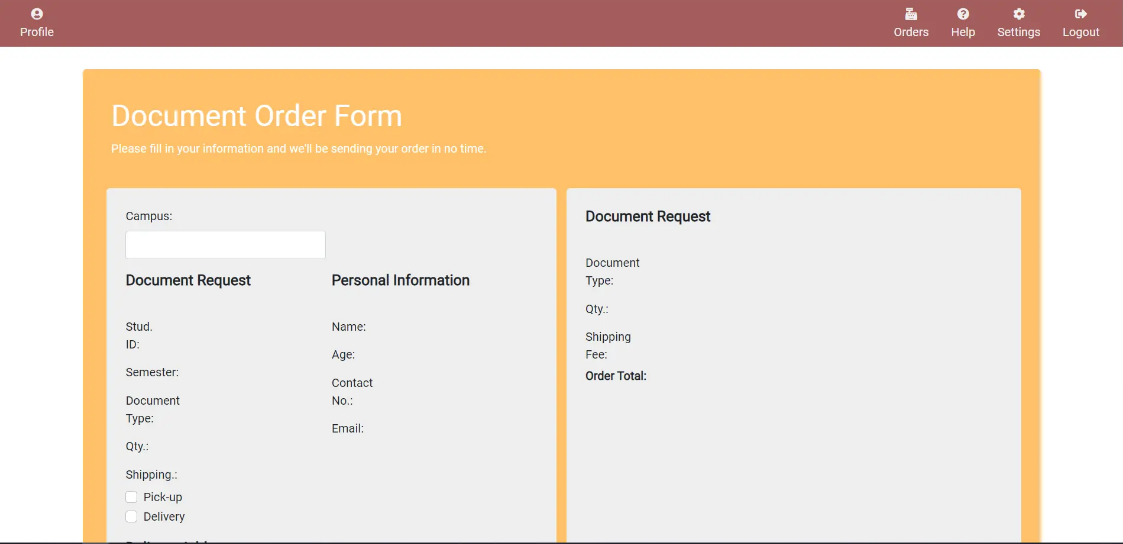 Profile
Orders
Help
Settings
Logout
Document Order Form
Please fill in your information and we'll be sending your order in no time.
Campus:
Document Request
Stud.
ID:
Semester:
Document
Type:
Qty.:
Shipping.:
Pick-up
Delivery
Personal Information
Name:
Age:
Contact
No.:
Email:
Document Request
Document
Type:
Qty.:
Shipping
Fee:
Order Total: